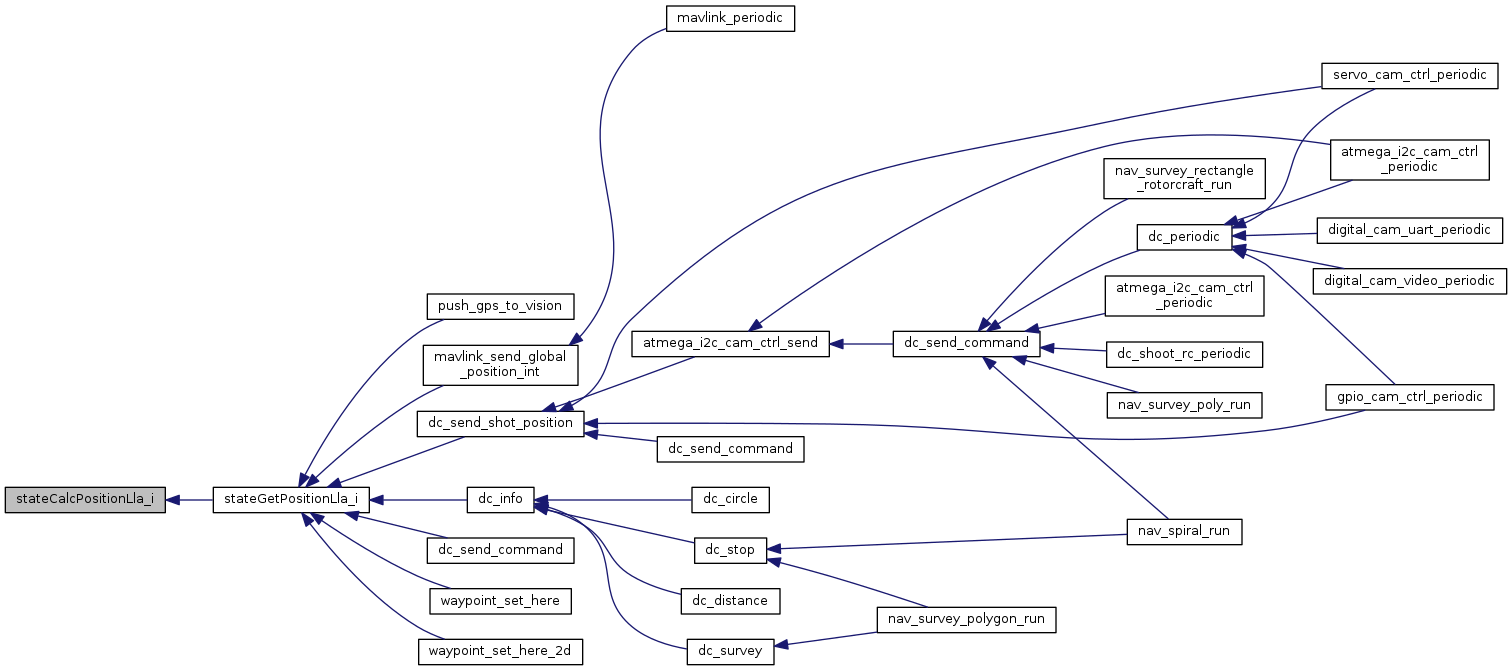 mavlink_periodic
servo_cam_ctrl_periodic
atmega_i2c_cam_ctrl
_periodic
nav_survey_rectangle
_rotorcraft_run
dc_periodic
digital_cam_uart_periodic
digital_cam_video_periodic
atmega_i2c_cam_ctrl
_periodic
push_gps_to_vision
mavlink_send_global
_position_int
atmega_i2c_cam_ctrl_send
dc_send_command
dc_shoot_rc_periodic
nav_survey_poly_run
gpio_cam_ctrl_periodic
dc_send_shot_position
dc_send_command
stateCalcPositionLla_i
stateGetPositionLla_i
dc_info
dc_circle
nav_spiral_run
dc_send_command
dc_stop
waypoint_set_here
dc_distance
nav_survey_polygon_run
waypoint_set_here_2d
dc_survey